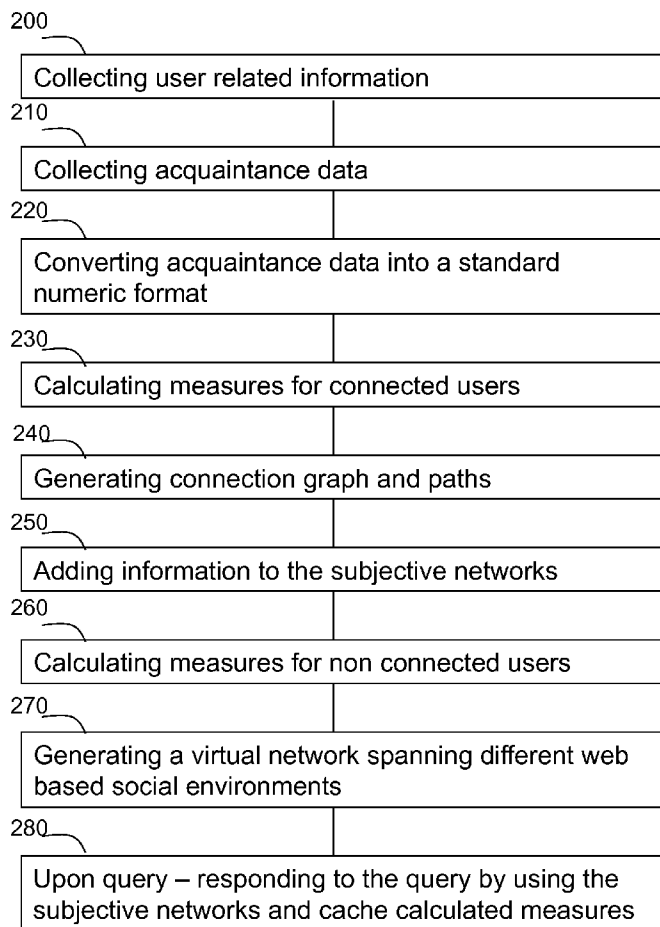 200
Collecting user related information
210
Collecting acquaintance data
220
Converting acquaintance data into a standard
numeric format
230
Calculating measures for connected users
240
Generating connection graph and paths
250
Adding information to the subjective networks
260
Calculating measures for non connected users
270
Generating a virtual network spanning different web
based social environments
280
Upon query – responding to the query by using the
subjective networks and cache calculated measures